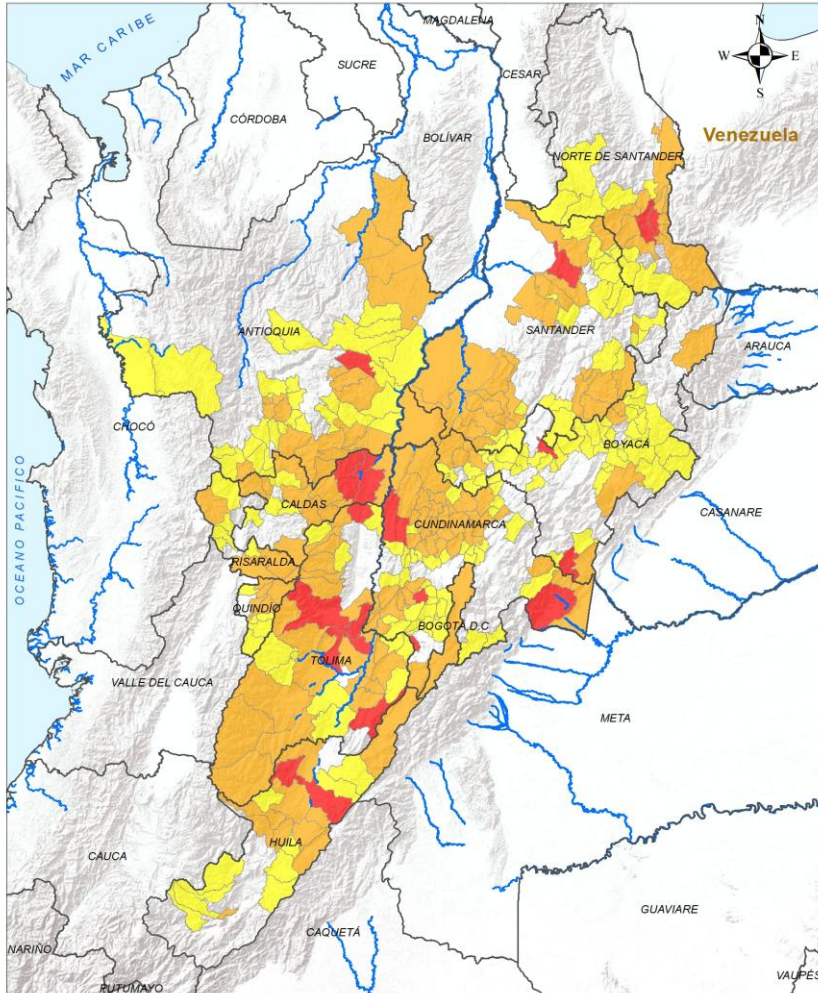 MAR CARIBE
MAGDALENA
N
W
E
S
SUCRE
CESAR
CÓRDOBA
BOLÍVAR
Venezuela
NORTE DE SANTANDER
ANTIOQUIA
SANTANDER
ARAUCA
CHOCÓ
BOYACÁ
OCEANO PACIFICO
CALDAS
CUNDINAMARCA
CASANARE
RISARALDA
QUINDÍO
BOGOTÁ D.C
TOLIMA
VALLE DEL CAUCA
META
HUILA
CAUCA
GUAVIARE
CAQUETÁ
NARIÑO
PUTUMAYO
VAUPÉS